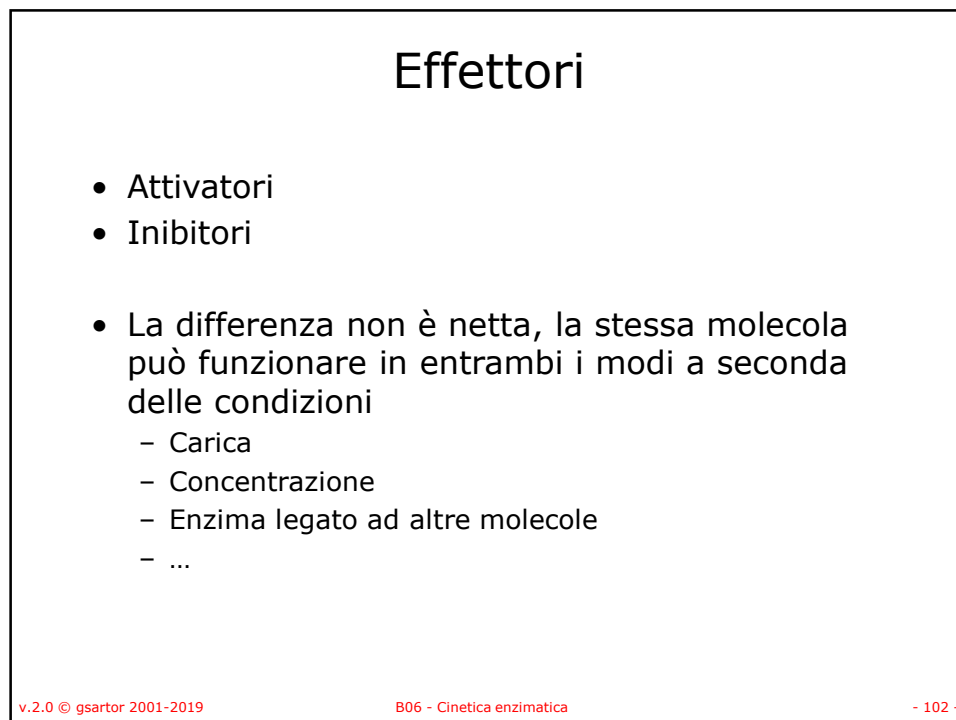 Effettori
• Attivatori
• Inibitori
• La differenza non è netta, la stessa molecola
può funzionare in entrambi i modi a seconda
delle condizioni
– Carica
– Concentrazione
– Enzima legato ad altre molecole
– …
v.2.0 © gsartor 2001-2019 B06 - Cinetica enzimatica - 102 -